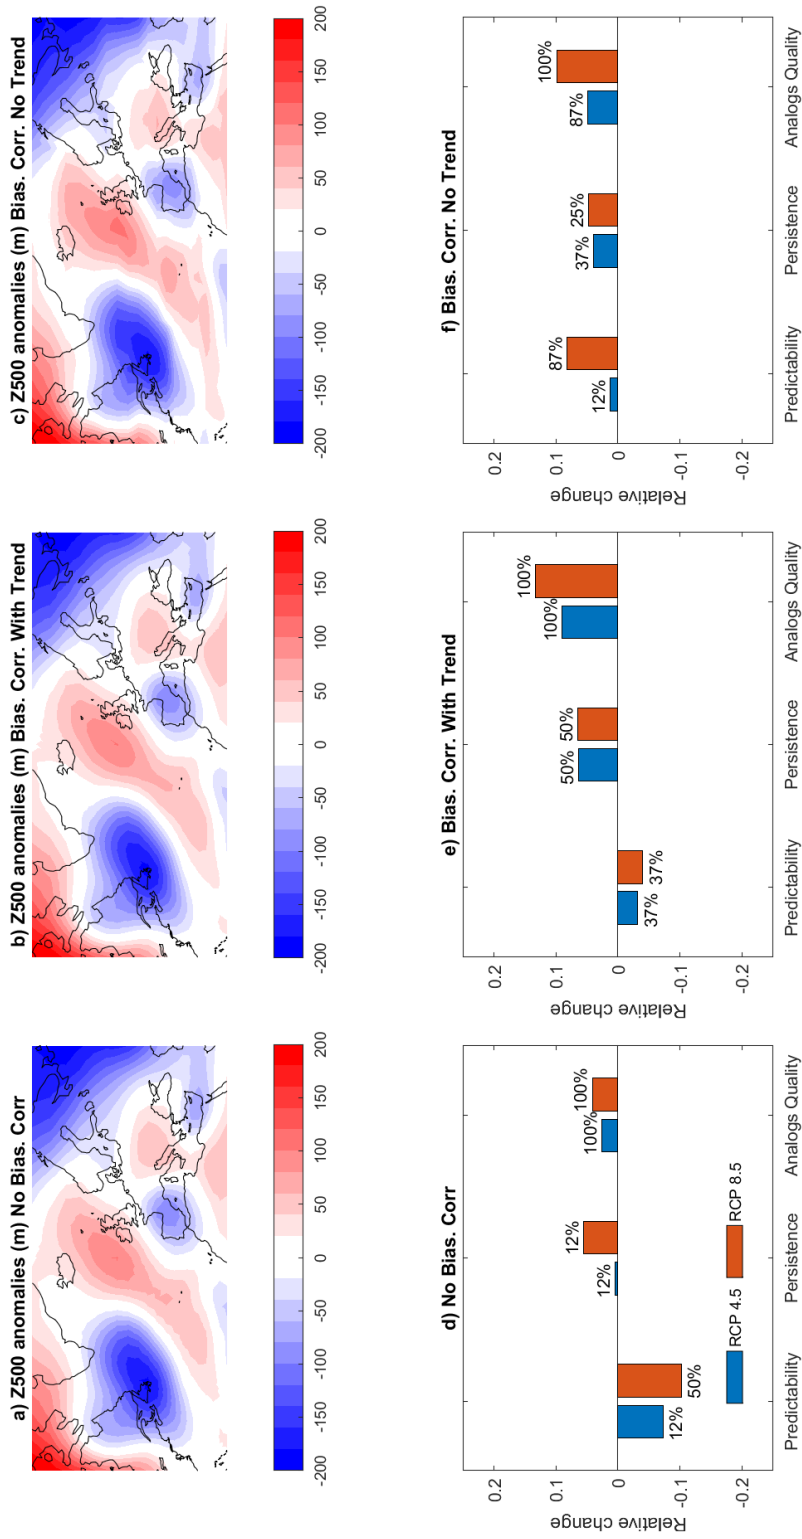 a) Z500 anomalies (m) No Bias. Corr
-200 -150 -100 -50 0 50 100 150 200
b) Z500 anomalies (m) Bias. Corr. With Trend
-200 -150 -100 -50 0 50 100 150 200
c) Z500 anomalies (m) Bias. Corr. No Trend
-200 -150 -100 -50 0 50 100 150 200
d) No Bias. Corr
Relative change
0.2
0.1
0
-0.1
-0.2
12%
50%
12%
12%
100%
100%
RCP 4.5
RCP 8.5
Predictability Persistence Analogs Quality
e) Bias. Corr. With Trend
Relative change
0.2
0.1
0
-0.1
-0.2
37%
37%
50%
50%
100%
100%
Predictability Persistence Analogs Quality
f) Bias. Corr. No Trend
Relative change
0.2
0.1
0
-0.1
-0.2
12%
87%
37%
25%
87%
100%
Predictability Persistence Analogs Quality